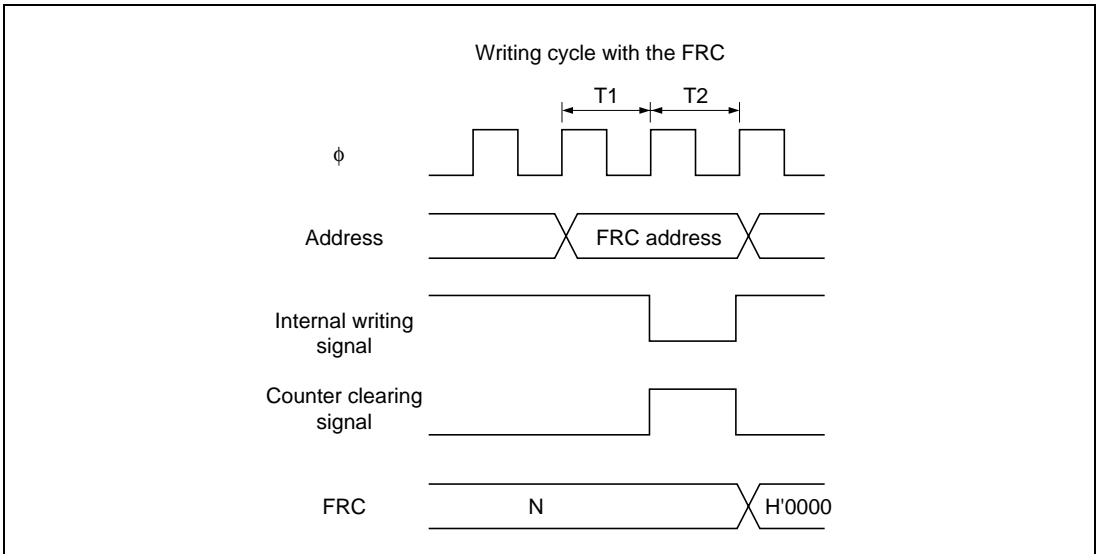 Writing cycle with the FRC
T1 T2
ϕ
Address FRC address
Internal writing
signal
Counter clearing
signal
FRC N H'0000